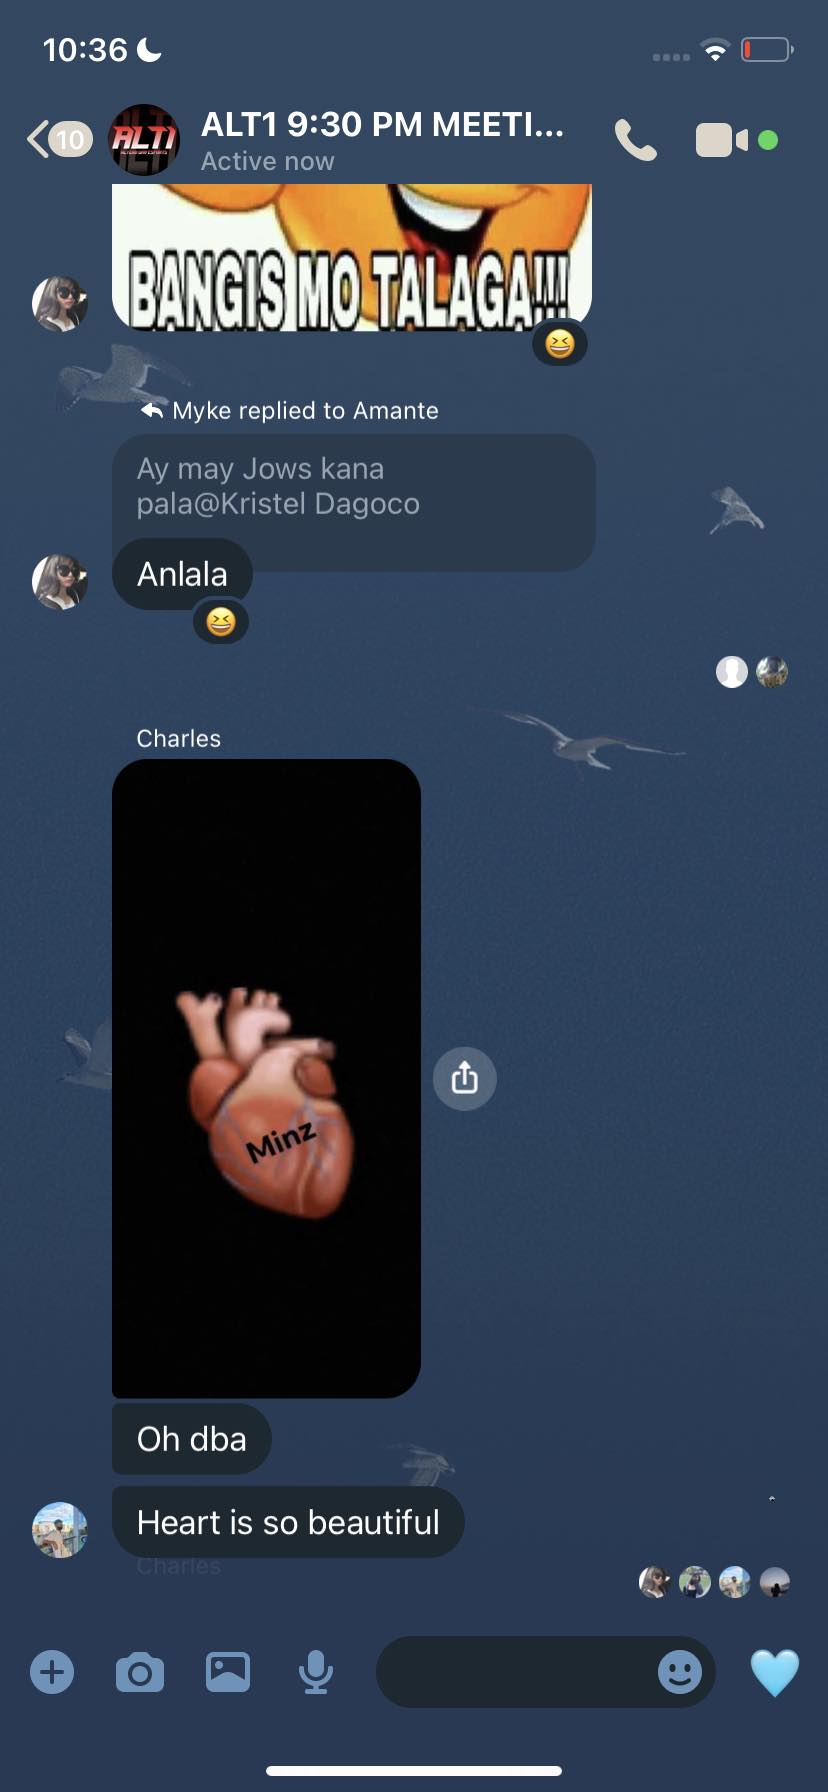 10:36
10
ALT1
ALT1 9:30 PM MEETI...
Active now
BANGIS MO TALAGA!!!!
Myke replied to Amante
Ay may Jows kana
pala@Kristel Dagoco
Anlala
Charles
Minz
Oh dba
Heart is so beautiful
Charles